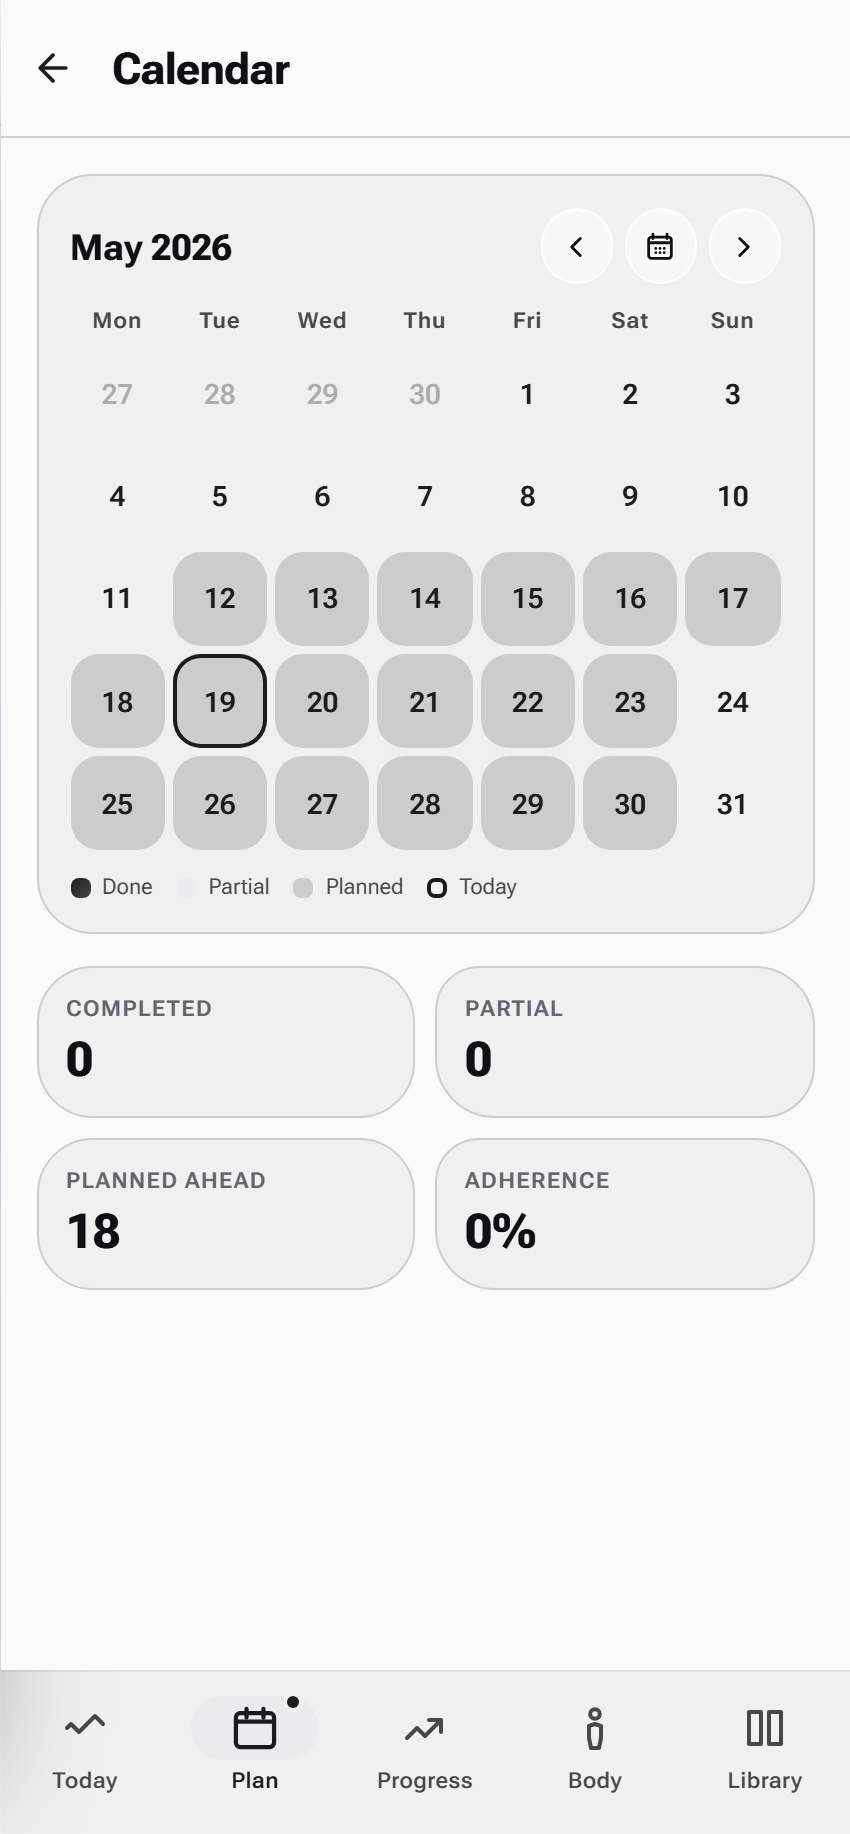 Calendar
May 2026
Mon Tue Wed Thu Fri Sat Sun
27 28 29 30 1 2 3
4 5 6 7 8 9 10
11 12 13 14 15 16 17
18 19 20 21 22 23 24
25 26 27 28 29 30 31
Done Partial Planned Today
COMPLETED PARTIAL
0 0
PLANNED AHEAD ADHERENCE
18 0%
Today Plan Progress Body Library